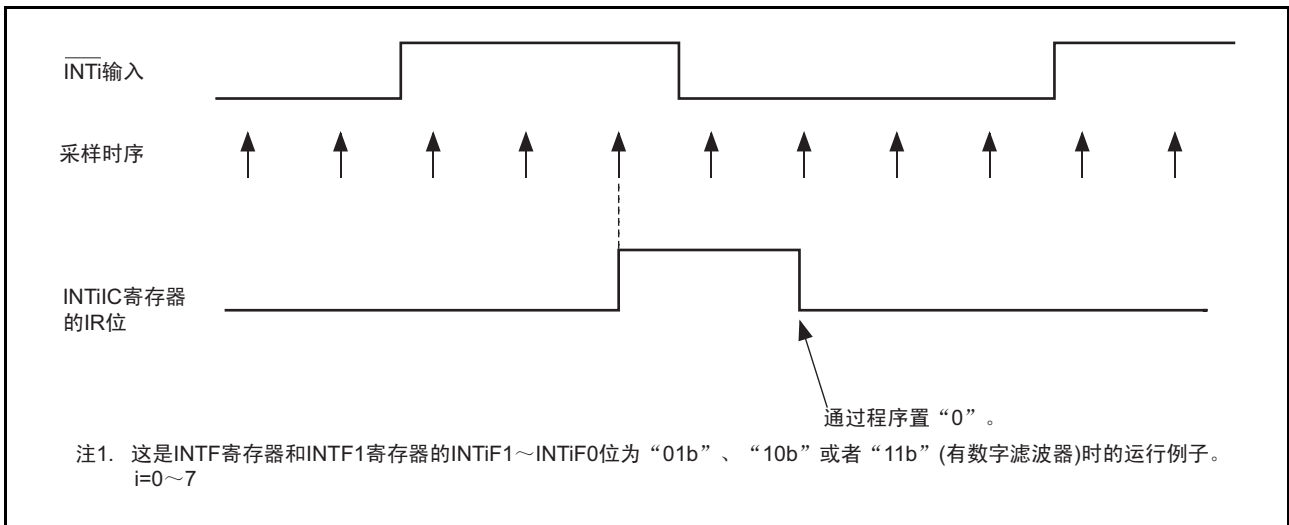 INTi输入
采样时序
INTiIC寄存器
的IR位
通过程序置“0”。
注1. 这是INTF寄存器和INTF1寄存器的INTiF1～INTiF0位为“01b”、“10b”或者“11b”(有数字滤波器)时的运行例子。
i=0～7